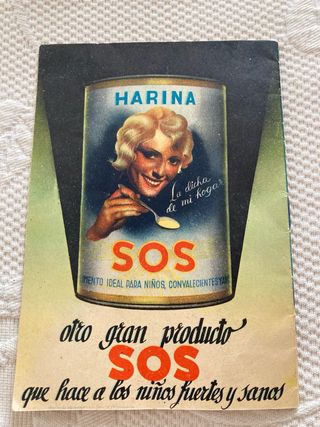 HARINA
La dicha
de mi hogar
SOS
MENTO IDEAL PARA NIÑOS, CONVALECIENTES Y
otro gran producto
SOS
que hace a los niños fuertes y sanos